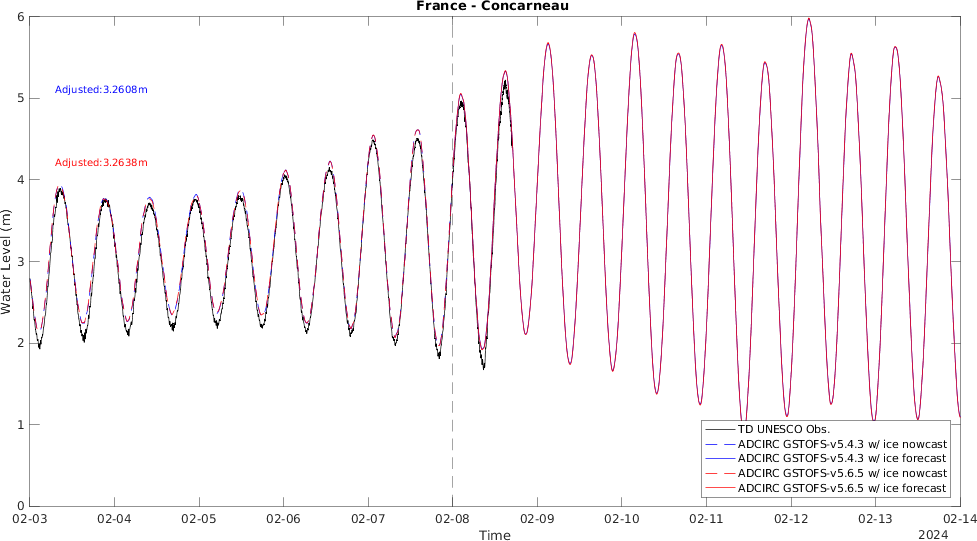 France - Concarneau
6
5
4
3
2
1
0
Water Level (m)
Adjusted:3.2608m
Adjusted:3.2638m
TD UNESCO Obs.
ADCIRC GSTOFS-v5.4.3 w/ ice nowcast
ADCIRC GSTOFS-v5.4.3 w/ ice forecast
ADCIRC GSTOFS-v5.6.5 w/ ice nowcast
ADCIRC GSTOFS-v5.6.5 w/ ice forecast
02-03 02-04 02-05 02-06 02-07 02-08 02-09 02-10 02-11 02-12 02-13 02-14
Time
2024